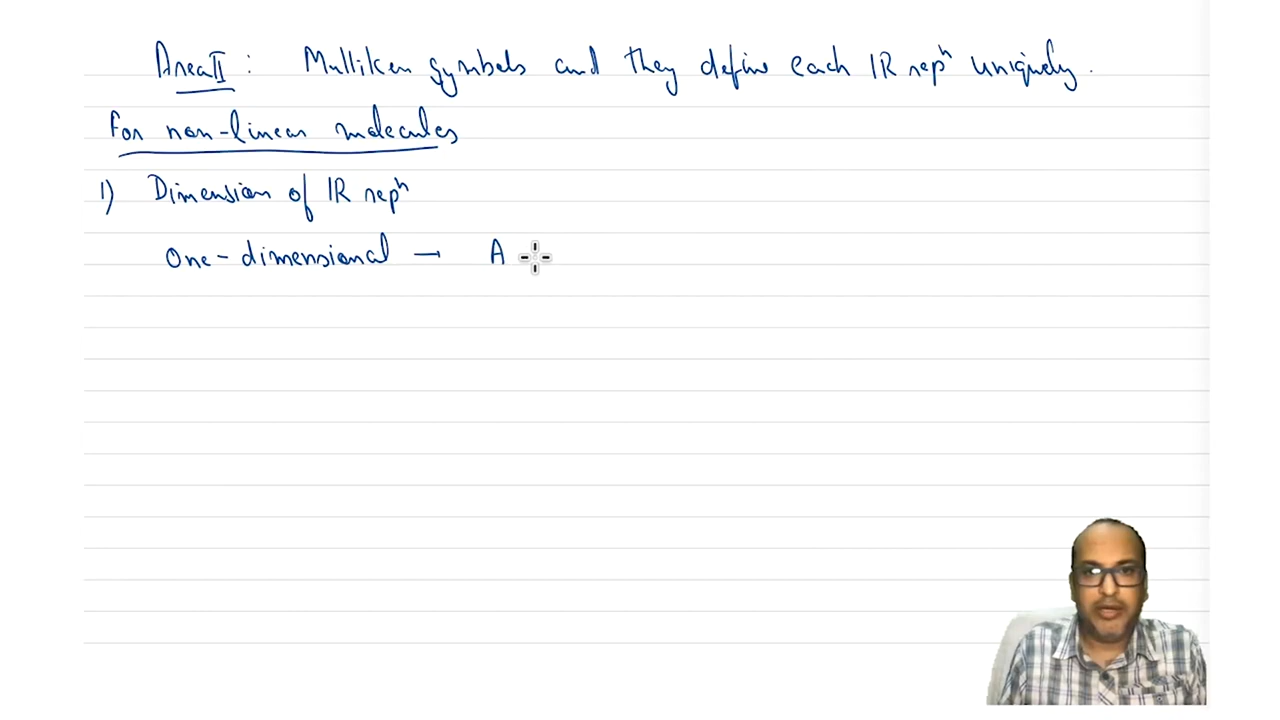 Area II : Mulliken symbols and they define each IR repⁿ uniquely.
For non-linear molecules
1) Dimension of IR repⁿ
One-dimensional → A